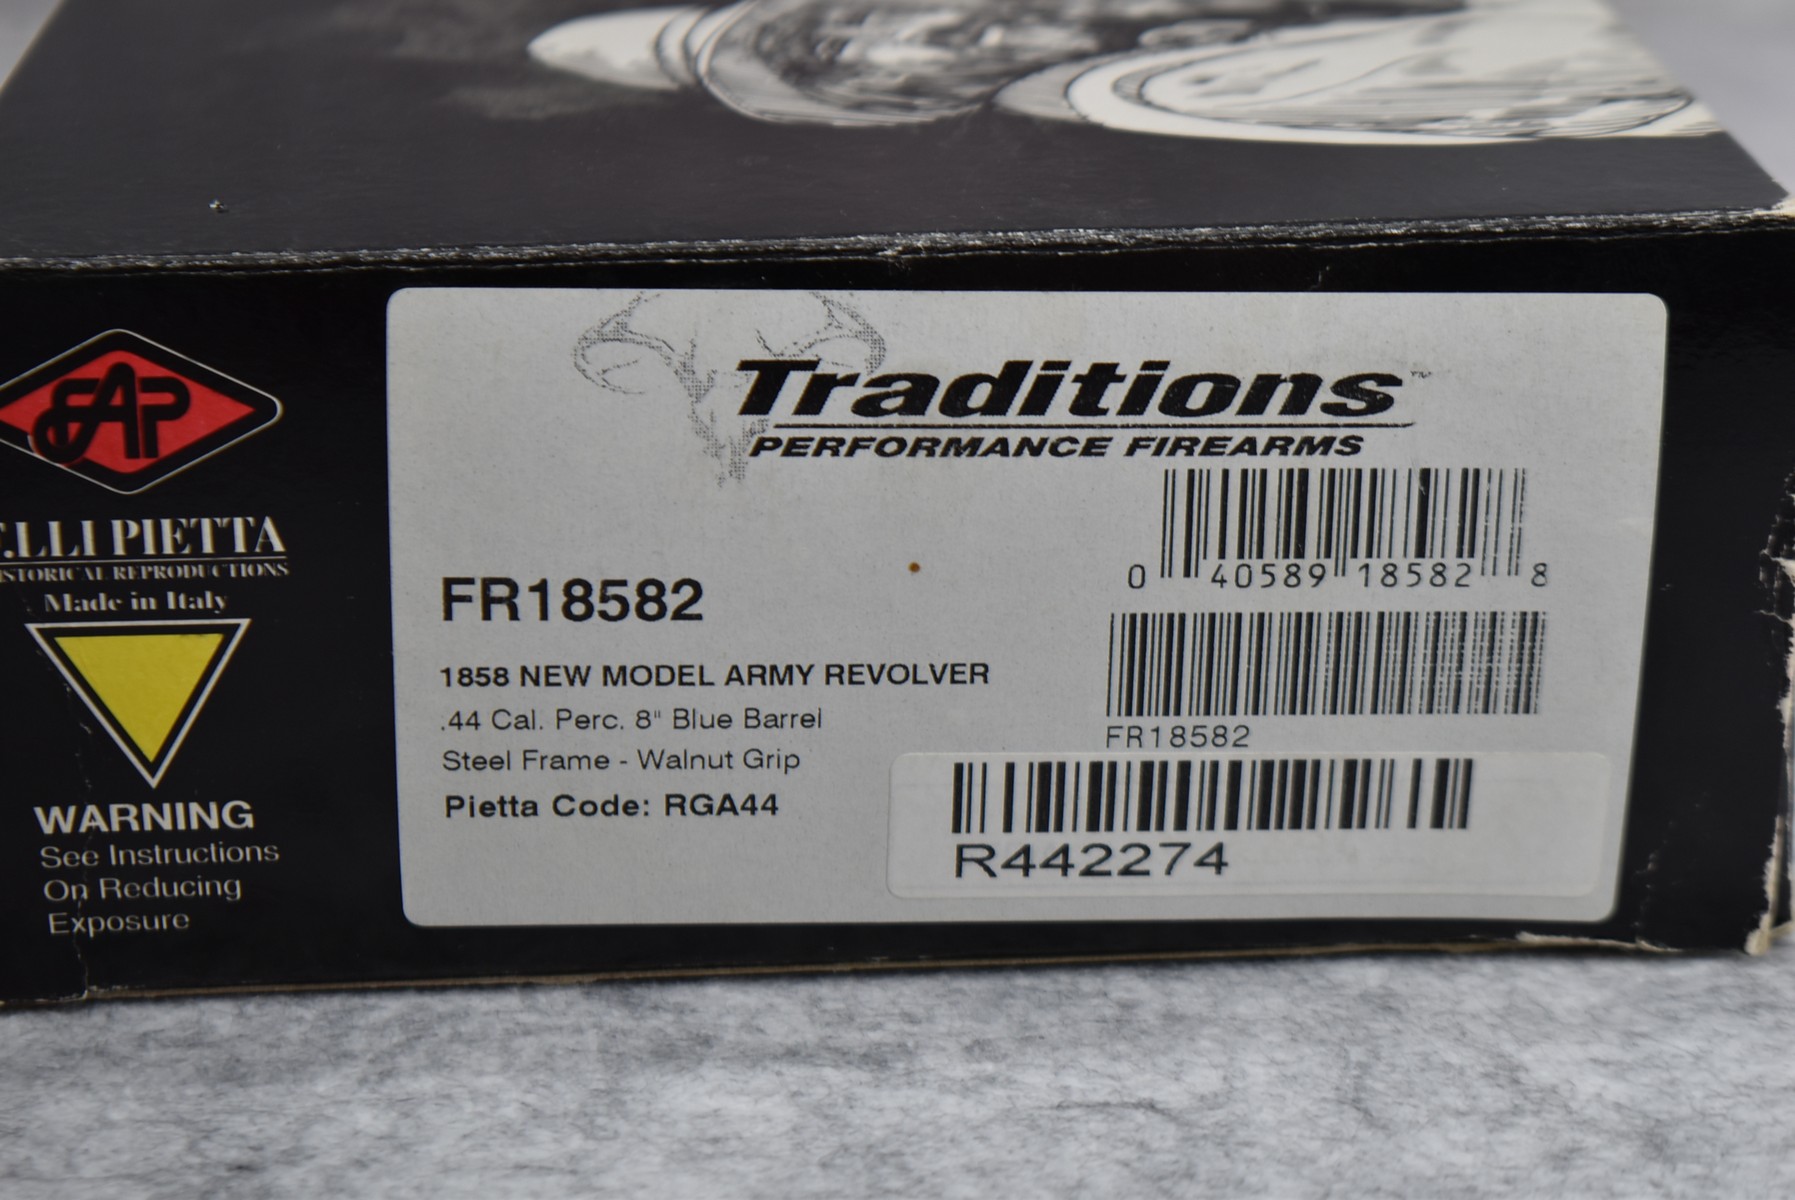 FAP
F.LLI PIETTA
HISTORICAL REPRODUCTIONS
Made in Italy
WARNING
See Instructions
On Reducing
Exposure
Traditions™
PERFORMANCE FIREARMS
0 40589 18582 8
FR18582
1858 NEW MODEL ARMY REVOLVER
.44 Cal. Perc. 8" Blue Barrel
Steel Frame - Walnut Grip
Pietta Code: RGA44
FR18582
R442274